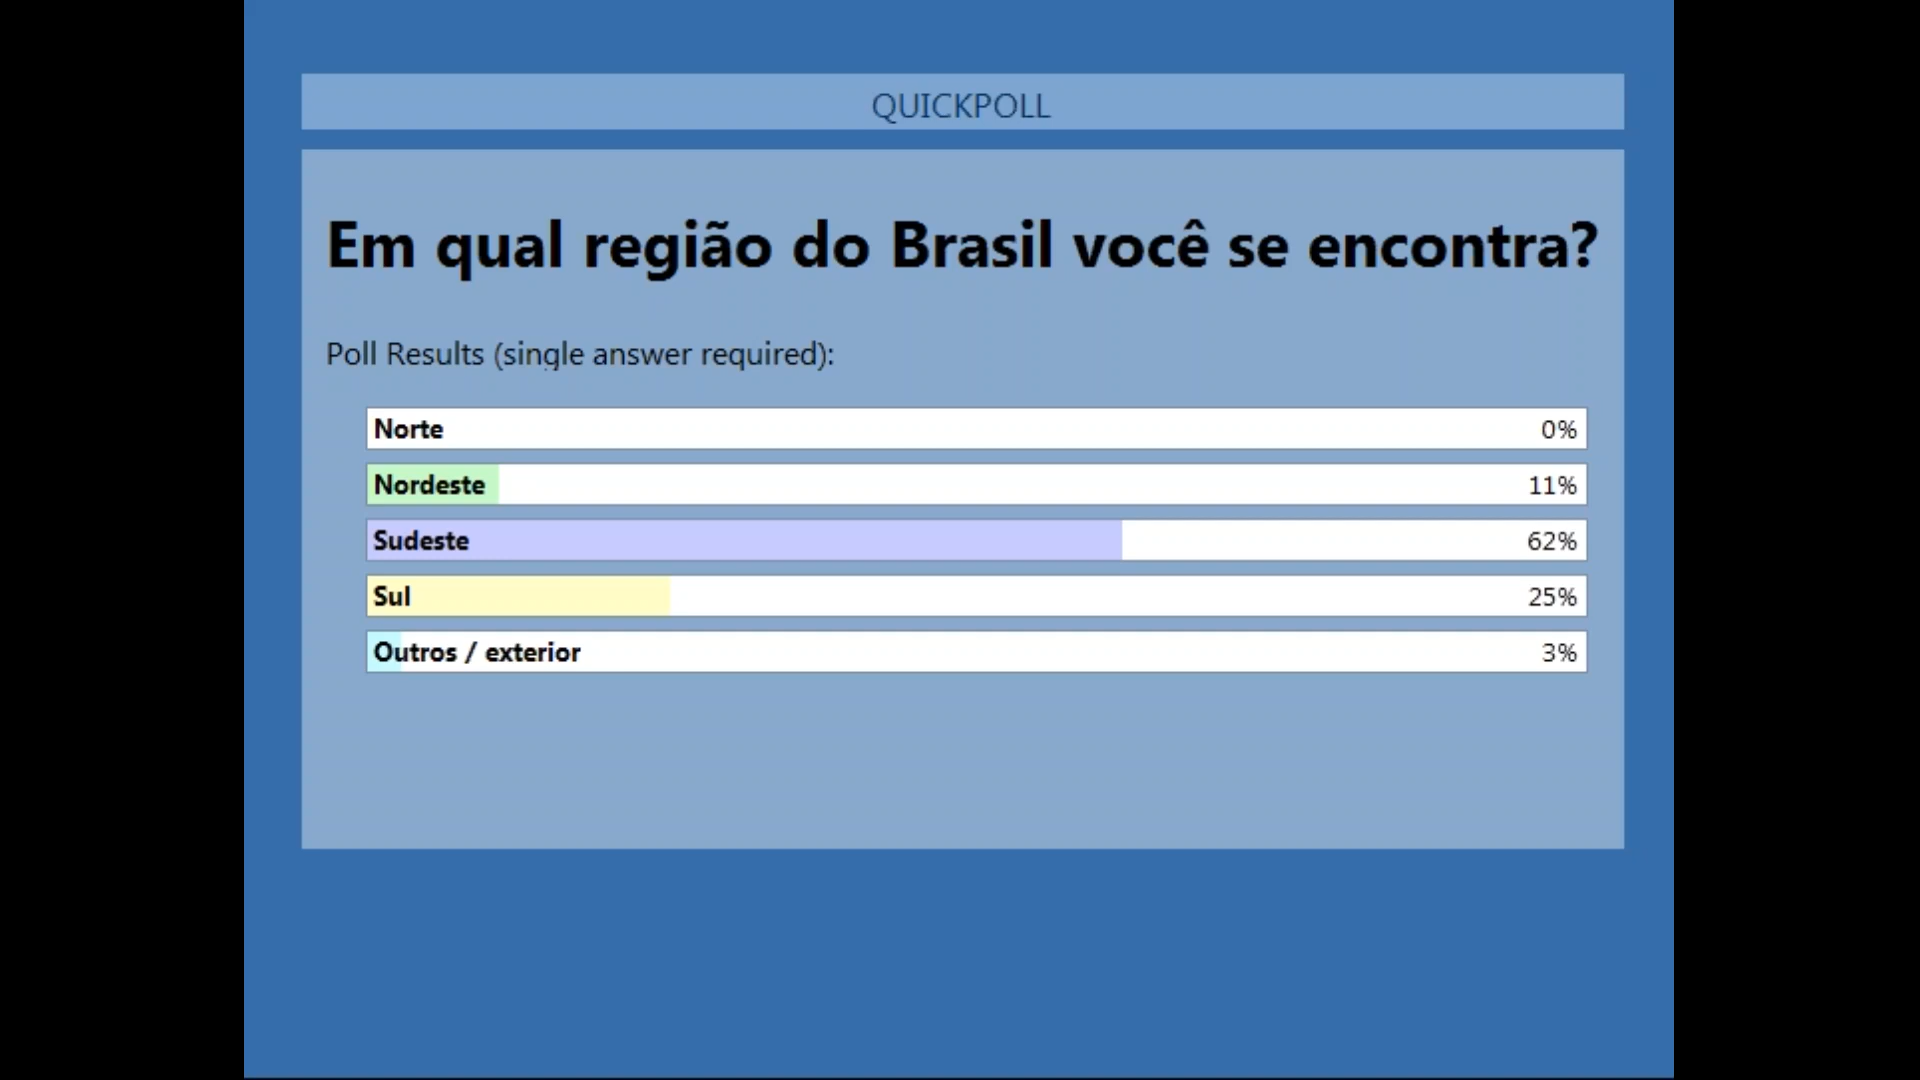 QUICKPOLL
Em qual região do Brasil você se encontra?
Poll Results (single answer required):
Norte 0%
Nordeste 11%
Sudeste 62%
Sul 25%
Outros / exterior 3%